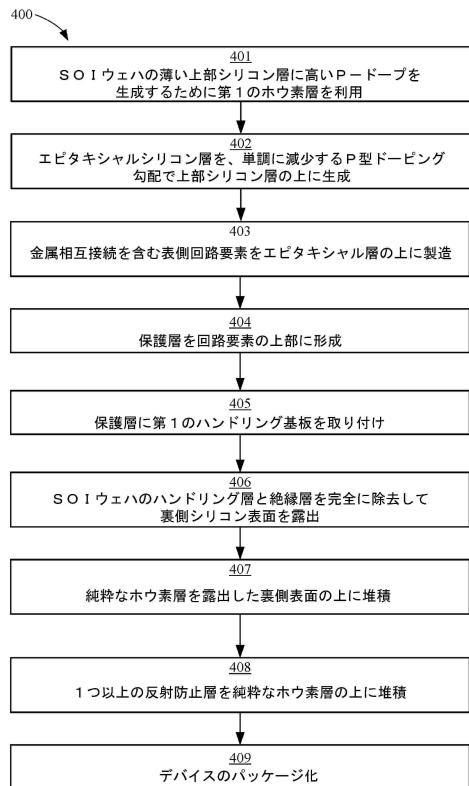 400
401
SOIウェハの薄い上部シリコン層に高いP－ドープを
生成するために第1のホウ素層を利用
402
エピタキシャルシリコン層を、単調に減少するP型ドーピング
勾配で上部シリコン層の上に生成
403
金属相互接続を含む表側回路要素をエピタキシャル層の上に製造
404
保護層を回路要素の上部に形成
405
保護層に第1のハンドリング基板を取り付け
406
SOIウェハのハンドリング層と絶縁層を完全に除去して
裏側シリコン表面を露出
407
純粋なホウ素層を露出した裏側表面の上に堆積
408
1つ以上の反射防止層を純粋なホウ素層の上に堆積
409
デバイスのパッケージ化